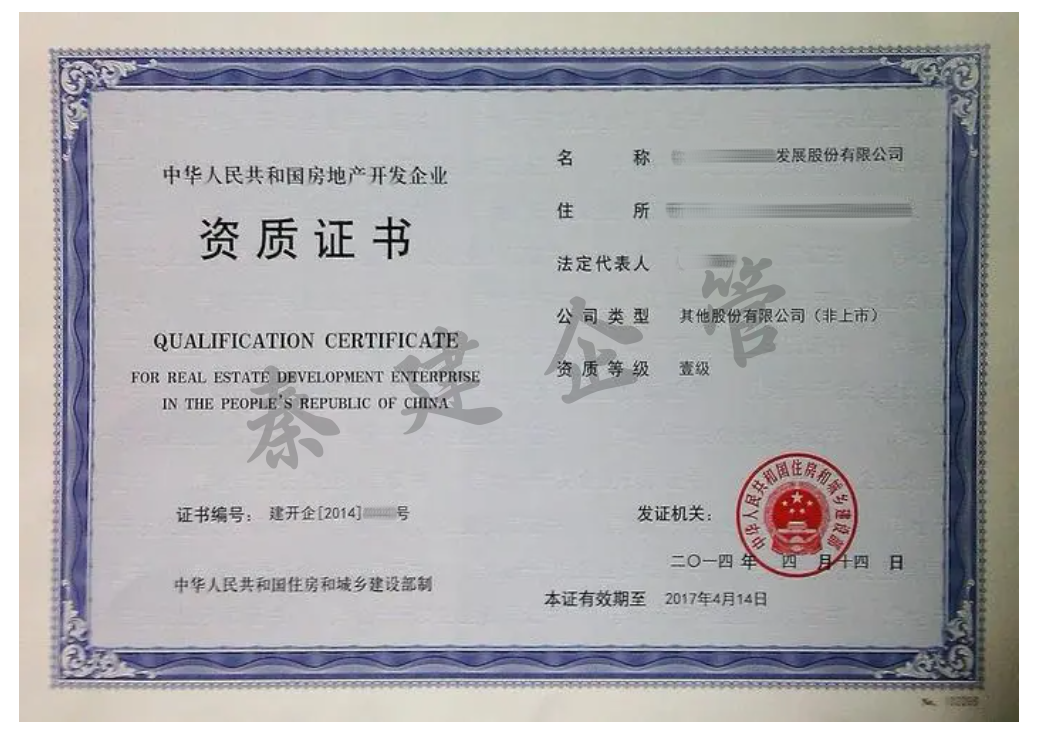 中华人民共和国房地产开发企业
资质证书
QUALIFICATION CERTIFICATE
FOR REAL ESTATE DEVELOPMENT ENTERPRISE
IN THE PEOPLE'S REPUBLIC OF CHINA
证书编号: 建开企[2014] 号
中华人民共和国住房和城乡建设部制
名 称 发展股份有限公司
住 所
法定代表人
公司类型 其他股份有限公司（非上市）
资质等级 壹级
发证机关:
中华人民共和国住房和城乡建设部
二〇一四 年 四 月 十四 日
本证有效期至 2017年4月14日
No.
秦建企管